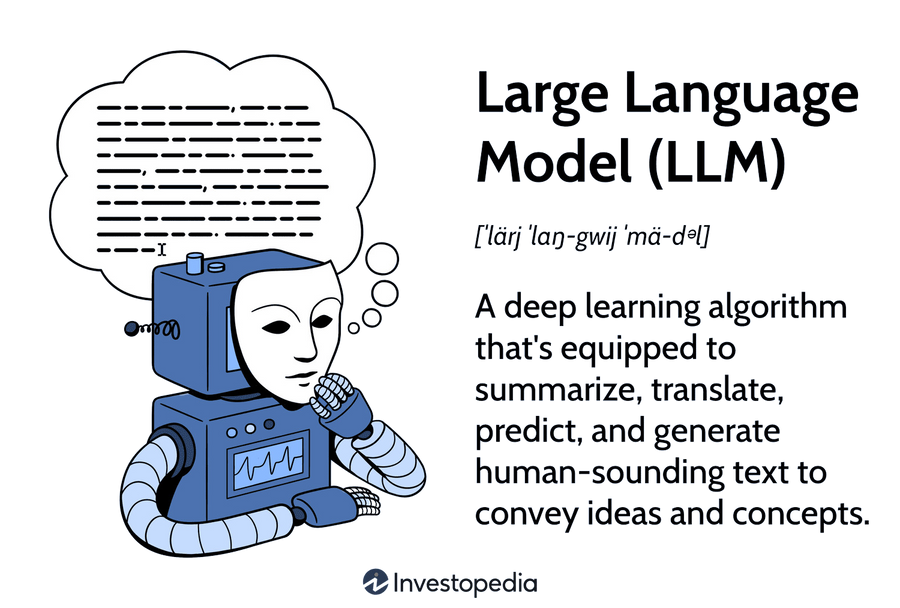 Large Language
Model (LLM)
[ˈlärj ˈlaŋ-gwij ˈmä-dᵊl]
A deep learning algorithm
that's equipped to
summarize, translate,
predict, and generate
human-sounding text to
convey ideas and concepts.
Investopedia